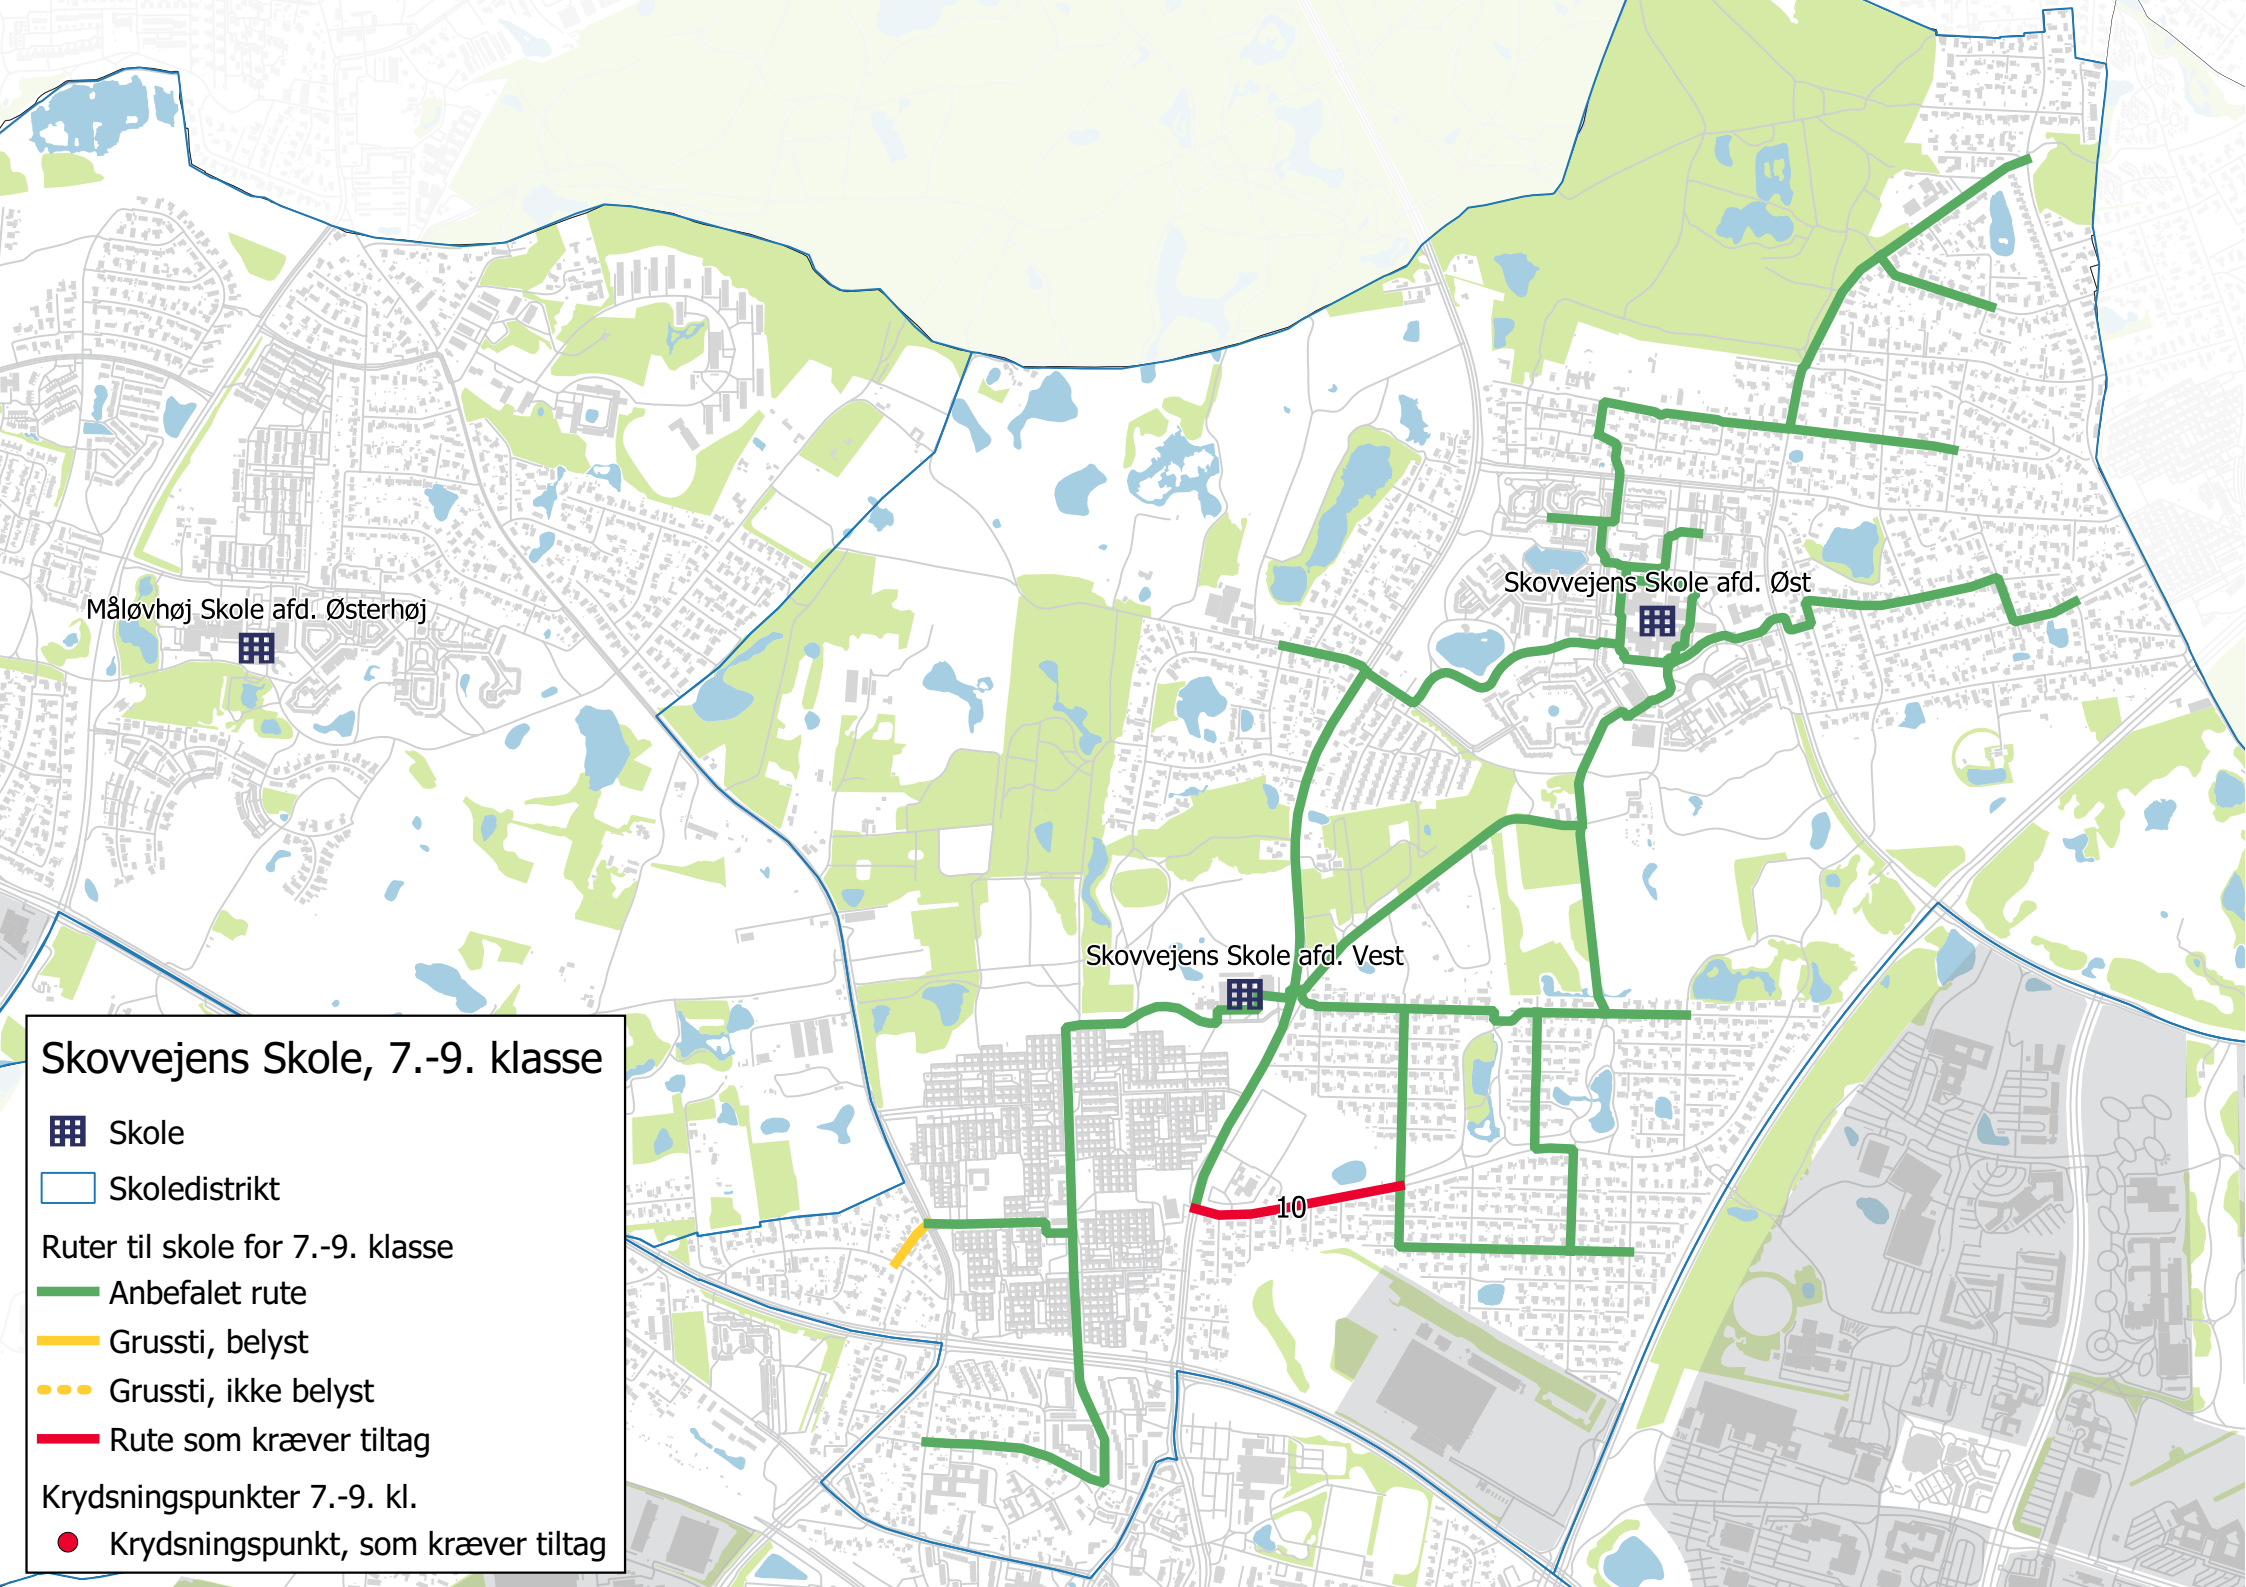 Skovvejens Skole afd. Øst
Måløvhøj Skole afd. Østerhøj
Skovvejens Skole afd. Vest
10
Skovvejens Skole, 7.-9. klasse
Skole
Skoledistrikt
Ruter til skole for 7.-9. klasse
Anbefalet rute
Grussti, belyst
Grussti, ikke belyst
Rute som kræver tiltag
Krydsningspunkter 7.-9. kl.
Krydsningspunkt, som kræver tiltag